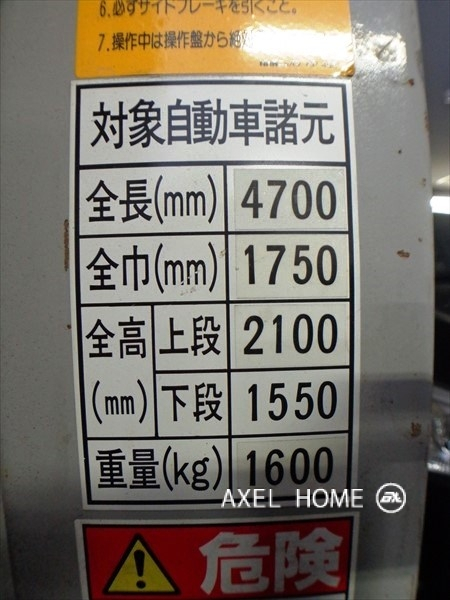 6.必ずサイドブレーキを引くこと。
7.操作中は操作盤から絶
対象自動車諸元
全長(mm) 4700
全巾(mm) 1750
全高(mm) 上段 2100
下段 1550
重量(kg) 1600
AXEL HOME
危険